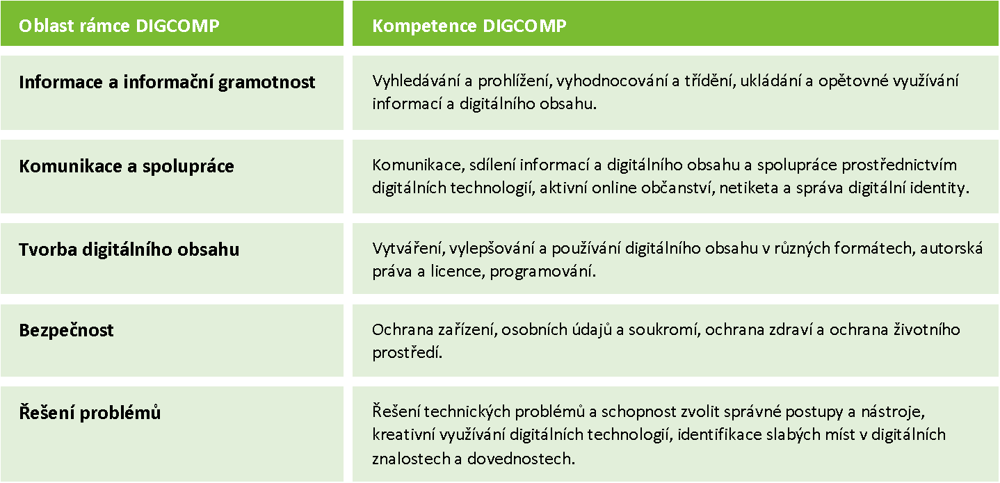 Oblast rámce DIGCOMP
Kompetence DIGCOMP
Informace a informační gramotnost
Vyhledávání a prohlížení, vyhodnocování a třídění, ukládání a opětovné využívání
informací a digitálního obsahu.
Komunikace a spolupráce
Komunikace, sdílení informací a digitálního obsahu a spolupráce prostřednictvím
digitálních technologií, aktivní online občanství, netiketa a správa digitální identity.
Tvorba digitálního obsahu
Vytváření, vylepšování a používání digitálního obsahu v různých formátech, autorská
práva a licence, programování.
Bezpečnost
Ochrana zařízení, osobních údajů a soukromí, ochrana zdraví a ochrana životního
prostředí.
Řešení problémů
Řešení technických problémů a schopnost zvolit správné postupy a nástroje,
kreativní využívání digitálních technologií, identifikace slabých míst v digitálních
znalostech a dovednostech.